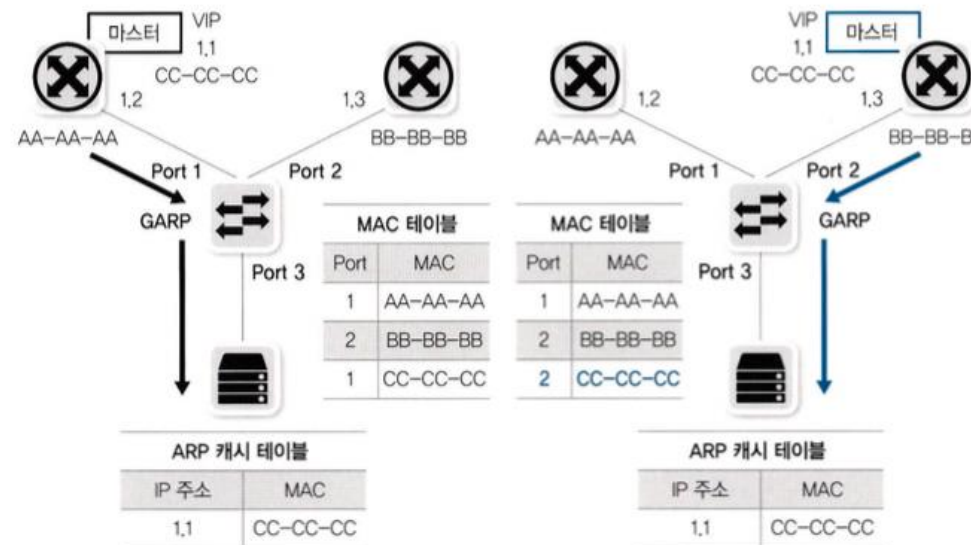 마스터
VIP
1.1
CC-CC-CC
1.2
1.3
AA-AA-AA
BB-BB-BB
Port 1
Port 2
GARP
Port 3
MAC 테이블
Port MAC
1 AA-AA-AA
2 BB-BB-BB
1 CC-CC-CC
ARP 캐시 테이블
IP 주소 MAC
1.1 CC-CC-CC
VIP
마스터
1.1
CC-CC-CC
1.2
1.3
AA-AA-AA
BB-BB-B
Port 1
Port 2
GARP
Port 3
MAC 테이블
Port MAC
1 AA-AA-AA
2 BB-BB-BB
2 CC-CC-CC
ARP 캐시 테이블
IP 주소 MAC
1.1 CC-CC-CC